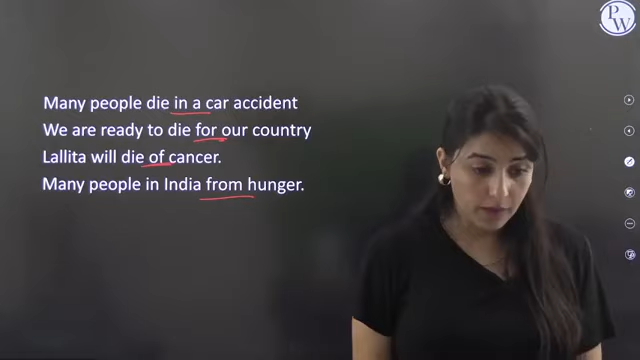 P
W
Many people die in a car accident
We are ready to die for our country
Lallita will die of cancer.
Many people in India from hunger.